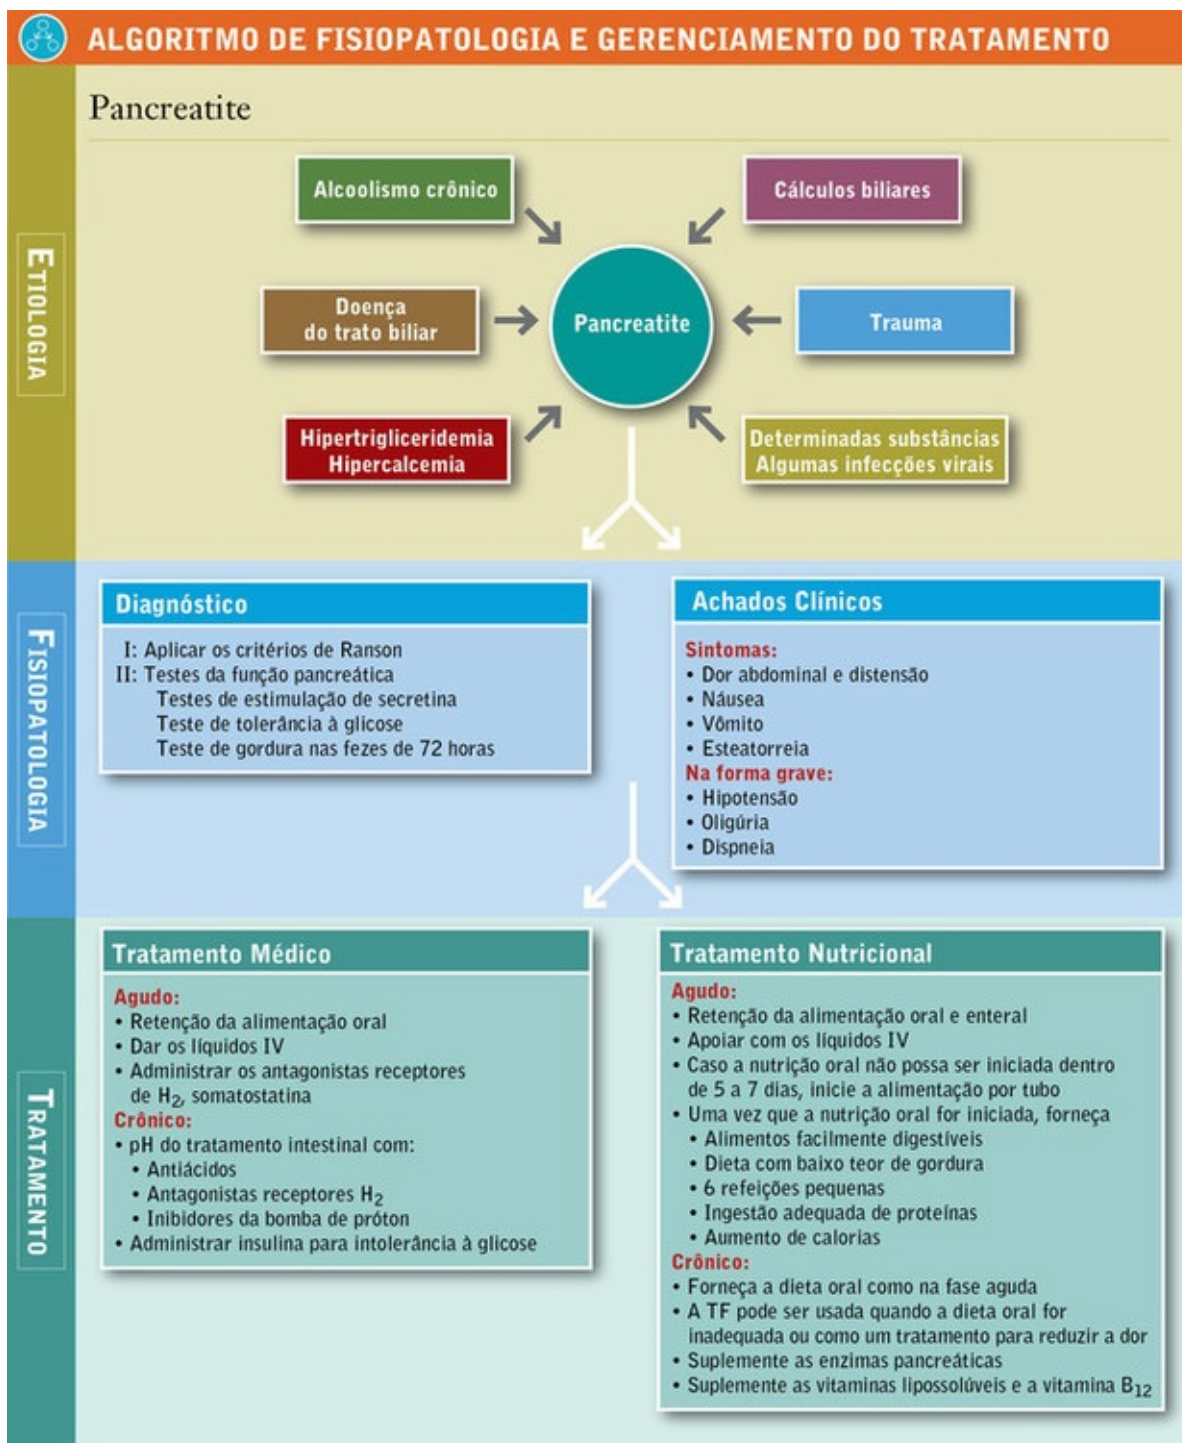 ALGORITMO DE FISIOPATOLOGIA E GERENCIAMENTO DO TRATAMENTO
Pancreatite
ETIOLOGIA
Alcoolismo crônico
Cálculos biliares
Doença
do trato biliar
Pancreatite
Trauma
Hipertrigliceridemia
Hipercalcemia
Determinadas substâncias
Algumas infecções virais
FISIOPATOLOGIA
Diagnóstico
I: Aplicar os critérios de Ranson
II: Testes da função pancreática
Testes de estimulação de secretina
Teste de tolerância à glicose
Teste de gordura nas fezes de 72 horas
Achados Clínicos
Sintomas:
• Dor abdominal e distensão
• Náusea
• Vômito
• Esteatorreia
Na forma grave:
• Hipotensão
• Oligúria
• Dispneia
TRATAMENTO
Tratamento Médico
Agudo:
• Retenção da alimentação oral
• Dar os líquidos IV
• Administrar os antagonistas receptores
de H2, somatostatina
Crônico:
• pH do tratamento intestinal com:
• Antiácidos
• Antagonistas receptores H2
• Inibidores da bomba de próton
• Administrar insulina para intolerância à glicose
Tratamento Nutricional
Agudo:
• Retenção da alimentação oral e enteral
• Apoiar com os líquidos IV
• Caso a nutrição oral não possa ser iniciada dentro
de 5 a 7 dias, inicie a alimentação por tubo
• Uma vez que a nutrição oral for iniciada, forneça
• Alimentos facilmente digestíveis
• Dieta com baixo teor de gordura
• 6 refeições pequenas
• Ingestão adequada de proteínas
• Aumento de calorias
Crônico:
• Forneça a dieta oral como na fase aguda
• A TF pode ser usada quando a dieta oral for
inadequada ou como um tratamento para reduzir a dor
• Suplemente as enzimas pancreáticas
• Suplemente as vitaminas lipossolúveis e a vitamina B12